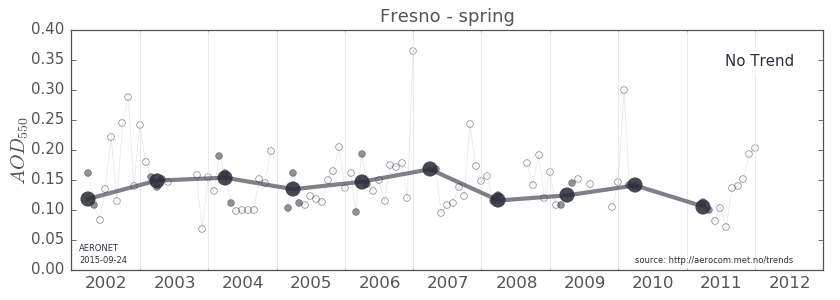 Fresno - spring
0.40
No Trend
0.35
0.30
0.25
0.20
0.15
0.10
0.05
0.00
AOD550
AERONET
2015-09-24
source: http://aerocom.met.no/trends
2002 2003 2004 2005 2006 2007 2008 2009 2010 2011 2012